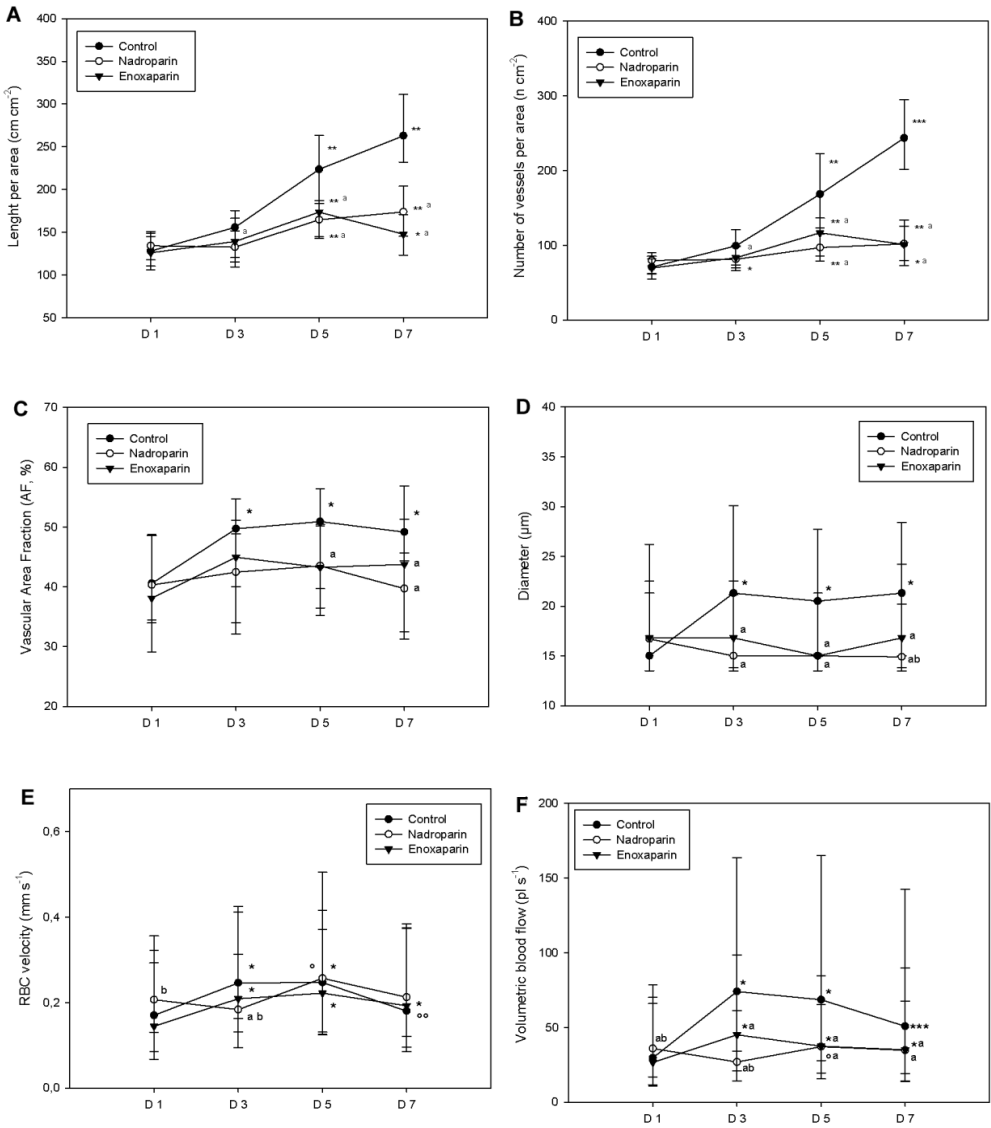 A
400
350
300
250
200
150
100
50
Lenght per area (cm cm⁻²)
Control
Nadroparin
Enoxaparin
**
**
a
** a
** a
** a
* a
D 1 D 3 D 5 D 7
B
400
300
200
100
0
Number of vessels per area (n cm⁻²)
Control
Nadroparin
Enoxaparin
***
**
a
*
** a
** a
** a
* a
D 1 D 3 D 5 D 7
C
70
60
50
40
30
20
Vascular Area Fraction (AF, %)
Control
Nadroparin
Enoxaparin
* * *
a
a
a
D 1 D 3 D 5 D 7
D
40
35
30
25
20
15
10
Diameter (µm)
Control
Nadroparin
Enoxaparin
* * *
a a a
a a ab
D 1 D 3 D 5 D 7
E
0,6
0,4
0,2
0,0
RBC velocity (mm s⁻¹)
Control
Nadroparin
Enoxaparin
b
*
*
a b
° *
*
*
°°
D 1 D 3 D 5 D 7
F
200
150
100
50
0
Volumetric blood flow (pl s⁻¹)
Control
Nadroparin
Enoxaparin
ab
*
*a
ab
*
*a
°a
***
*a
a
D 1 D 3 D 5 D 7